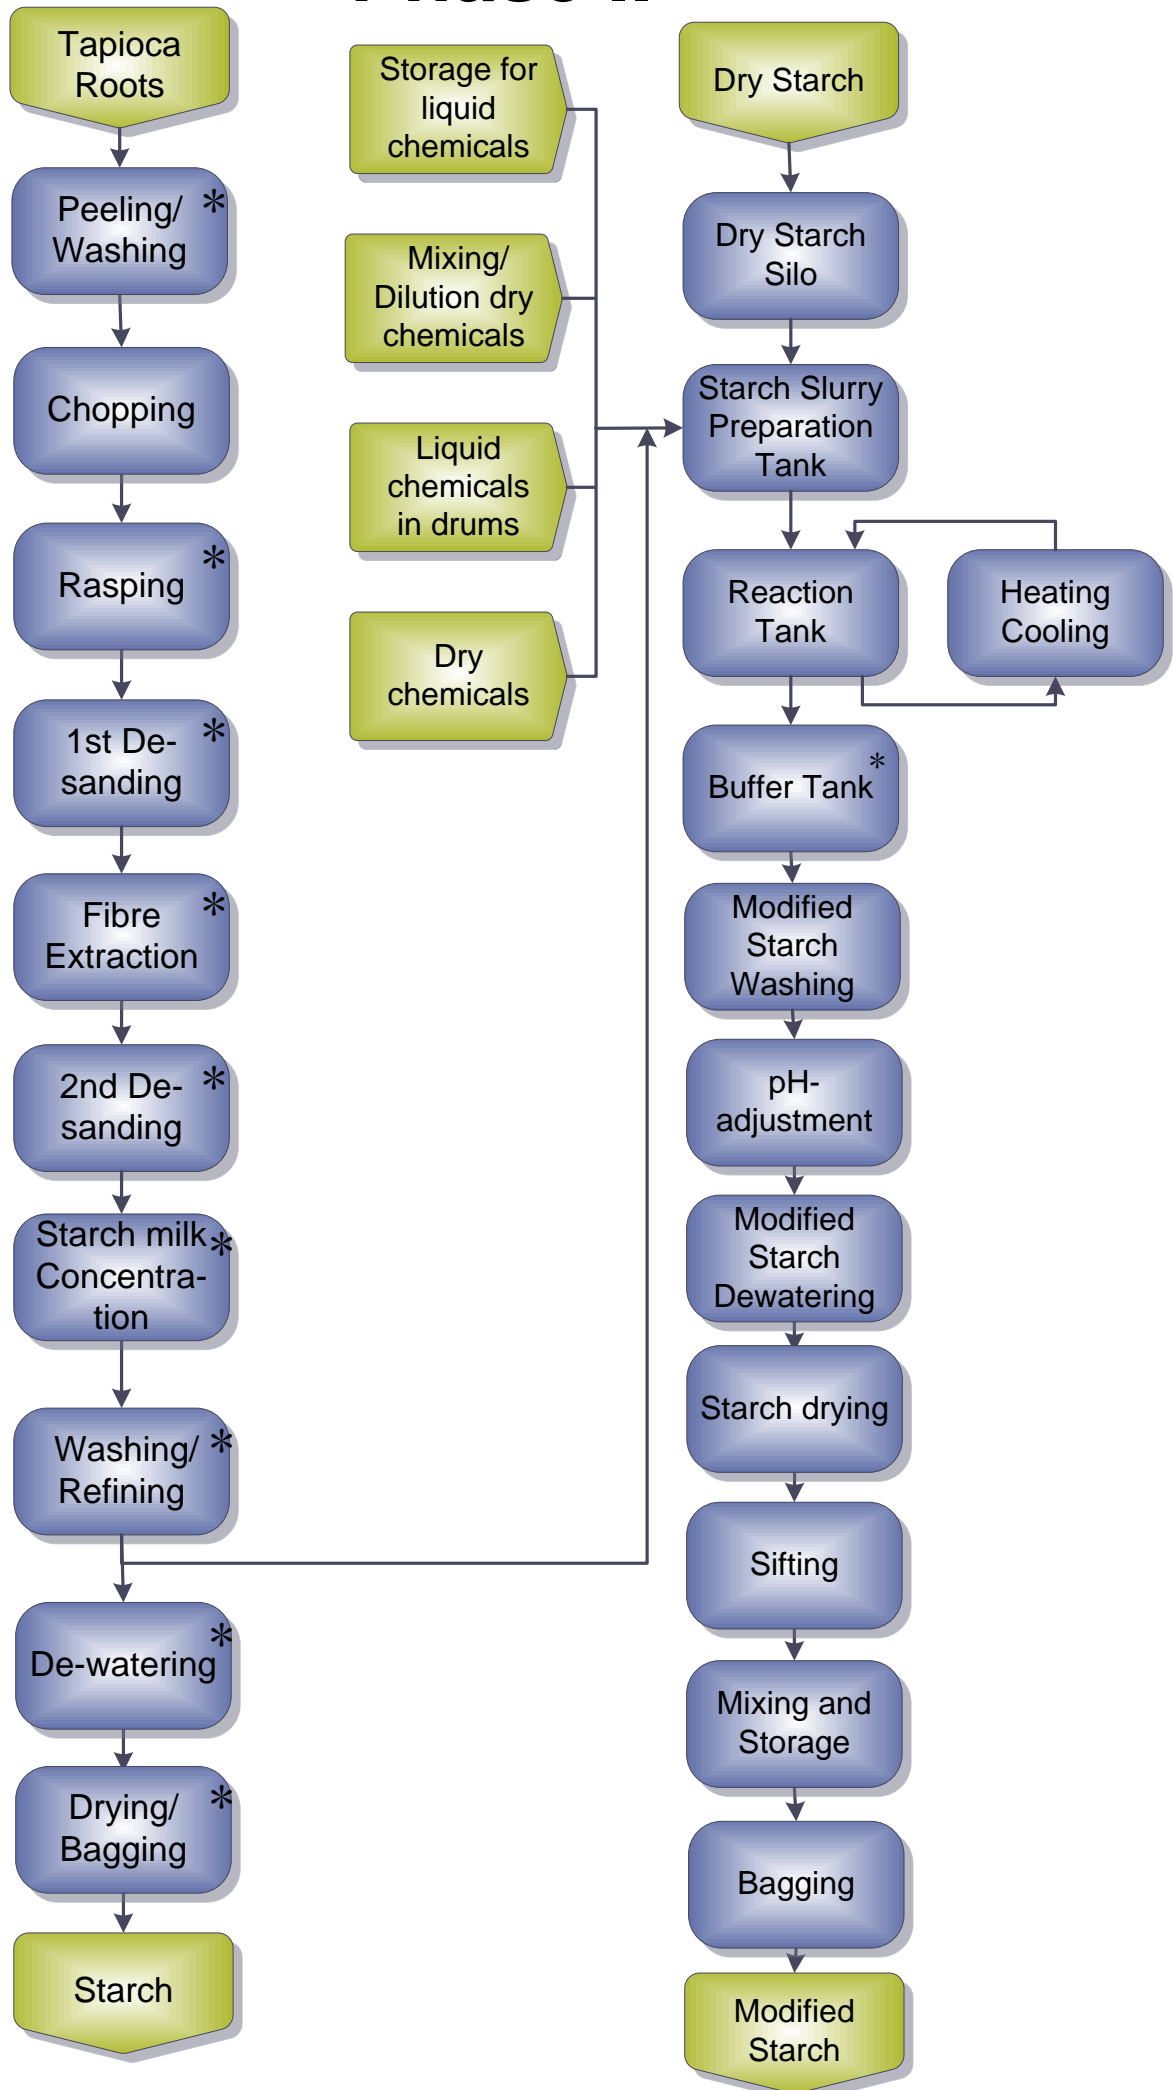 Tapioca
Roots
Peeling/ *
Washing
Chopping
Rasping *
1st De- *
sanding
Fibre *
Extraction
2nd De- *
sanding
Starch milk *
Concentra-
tion
Washing/ *
Refining
De-watering *
Drying/ *
Bagging
Starch
Storage for
liquid
chemicals
Mixing/
Dilution dry
chemicals
Liquid
chemicals
in drums
Dry
chemicals
Dry Starch
Dry Starch
Silo
Starch Slurry
Preparation
Tank
Reaction
Tank
Heating
Cooling
Buffer Tank *
Modified
Starch
Washing
pH-
adjustment
Modified
Starch
Dewatering
Starch drying
Sifting
Mixing and
Storage
Bagging
Modified
Starch